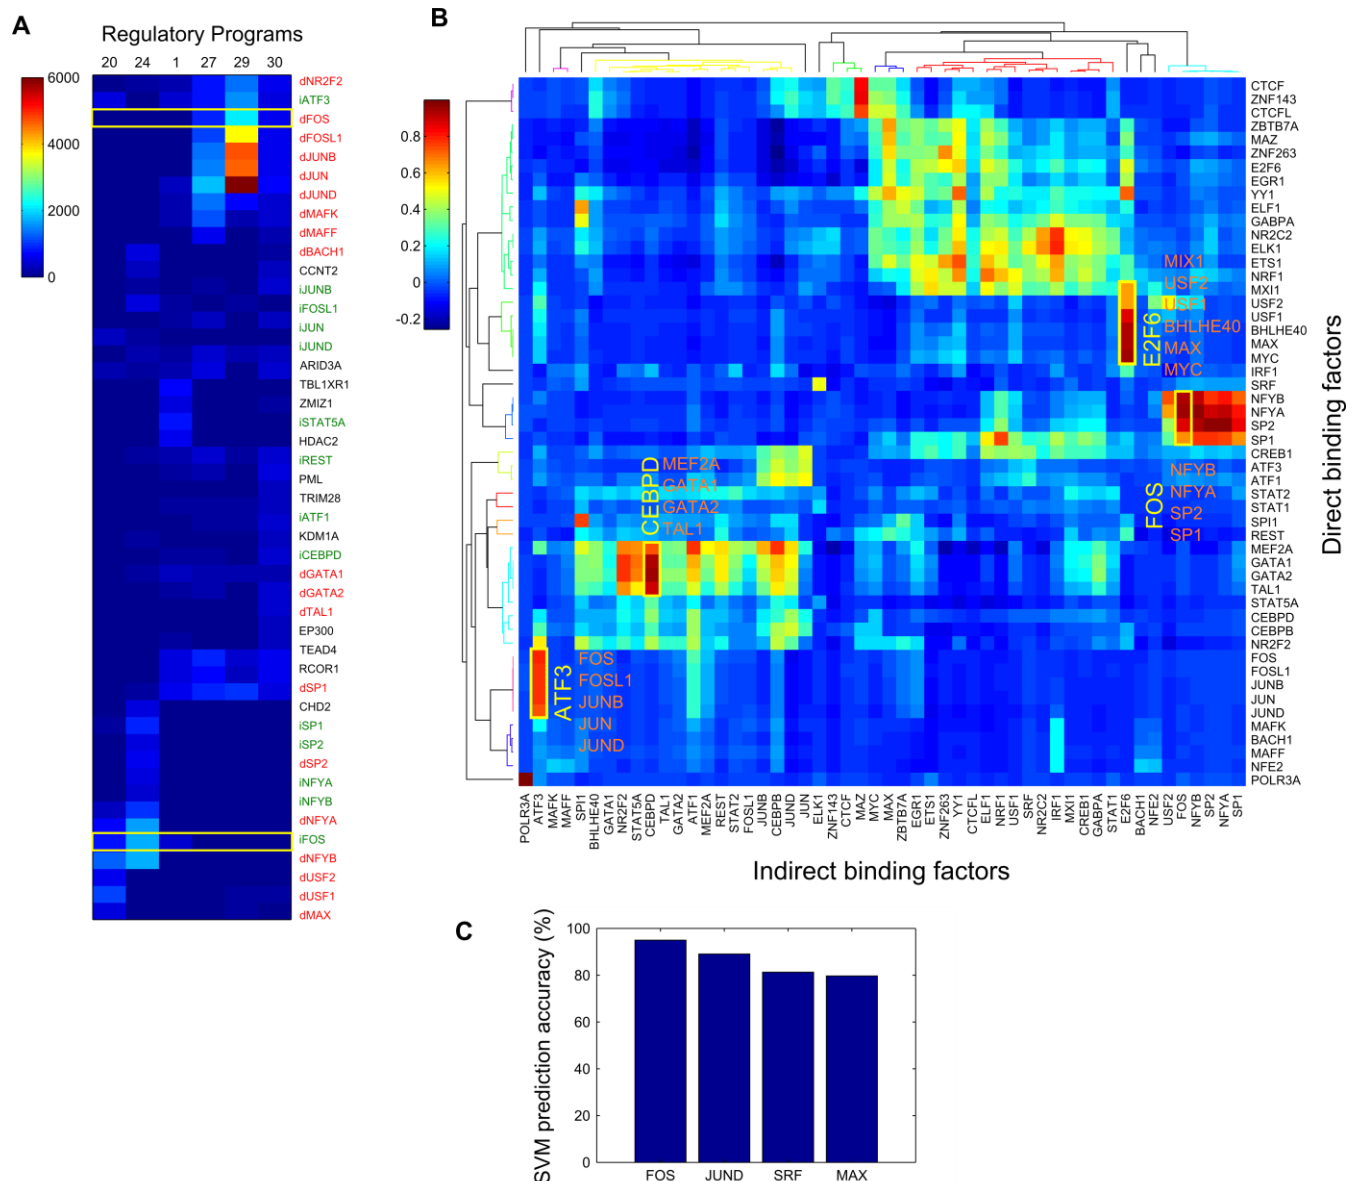 A
Regulatory Programs
20 24 1 27 29 30
6000
4000
2000
0
dNR2F2
iATF3
dFOS
dFOSL1
dJUNB
dJUN
dJUND
dMAFK
dMAFF
dBACH1
CCNT2
iJUNB
iFOSL1
iJUN
iJUND
ARID3A
TBL1XR1
ZMIZ1
iSTAT5A
HDAC2
iREST
PML
TRIM28
iATF1
KDM1A
iCEBPD
dGATA1
dGATA2
dTAL1
EP300
TEAD4
RCOR1
dSP1
CHD2
iSP1
iSP2
dSP2
iNFYA
iNFYB
dNFYA
iFOS
dNFYB
dUSF2
dUSF1
dMAX
B
0.8
0.6
0.4
0.2
0
-0.2
CTCF
ZNF143
CTCFL
ZBTB7A
MAZ
ZNF263
E2F6
EGR1
YY1
ELF1
GABPA
NR2C2
ELK1
ETS1
NRF1
MXI1
USF2
USF1
BHLHE40
MAX
MYC
IRF1
SRF
NFYB
NFYA
SP2
SP1
CREB1
ATF3
ATF1
STAT2
STAT1
SPI1
REST
MEF2A
GATA1
GATA2
TAL1
STAT5A
CEBPD
CEBPB
NR2F2
FOS
FOSL1
JUNB
JUN
JUND
MAFK
BACH1
MAFF
NFE2
POLR3A
Direct binding factors
E2F6
MIX1
USF2
USF1
BHLHE40
MAX
MYC
FOS
NFYB
NFYA
SP2
SP1
CEBPD
MEF2A
GATA1
GATA2
TAL1
ATF3
FOS
FOSL1
JUNB
JUN
JUND
POLR3A
ATF3
MAFK
MAFF
SPI1
BHLHE40
GATA1
NR2F2
STAT5A
CEBPD
TAL1
GATA2
ATF1
MEF2A
REST
STAT2
FOSL1
JUNB
CEBPB
JUND
JUN
ELK1
ZNF143
CTCF
MAZ
MYC
MAX
ZBTB7A
EGR1
ETS1
ZNF263
YY1
CTCFL
ELF1
NRF1
USF1
SRF
NR2C2
IRF1
MXI1
CREB1
GABPA
STAT1
E2F6
BACH1
NFE2
USF2
FOS
NFYB
SP2
NFYA
SP1
Indirect binding factors
C
SVM prediction accuracy (%)
100
80
60
40
20
0
FOS JUND SRF MAX